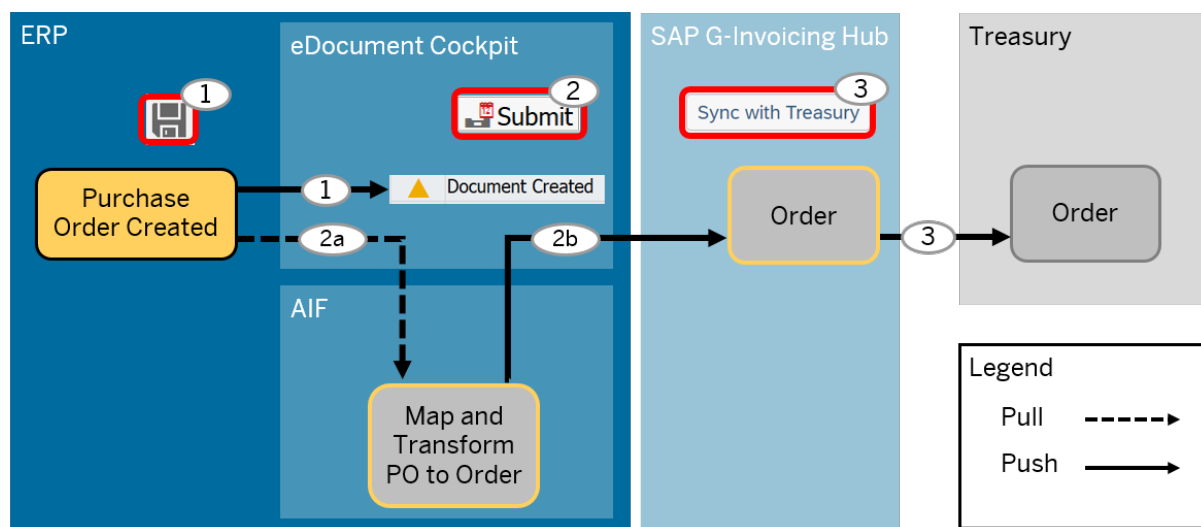 ERP
eDocument Cockpit
SAP G-Invoicing Hub
Treasury
1
2
Submit
3
Sync with Treasury
Purchase
Order Created
1
Document Created
2a
2b
Order
3
Order
AIF
Map and
Transform
PO to Order
Legend
Pull
Push